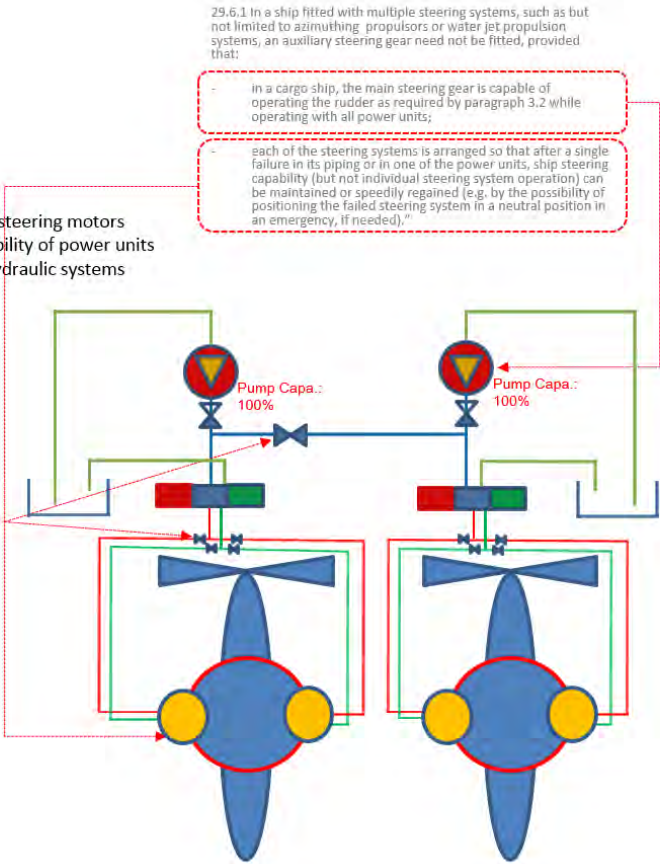 29.6.1 In a ship fitted with multiple steering systems, such as but
not limited to azimuthing propulsors or water jet propulsion
systems, an auxiliary steering gear need not be fitted, provided
that:
- in a cargo ship, the main steering gear is capable of
operating the rudder as required by paragraph 3.2 while
operating with all power units;
- each of the steering systems is arranged so that after a single
failure in its piping or in one of the power units, ship steering
capability (but not individual steering system operation) can
be maintained or speedily regained (e.g. by the possibility of
positioning the failed steering system in a neutral position in
an emergency, if needed)."
steering motors
bility of power units
ydraulic systems
Pump Capa.:
100%
Pump Capa.:
100%